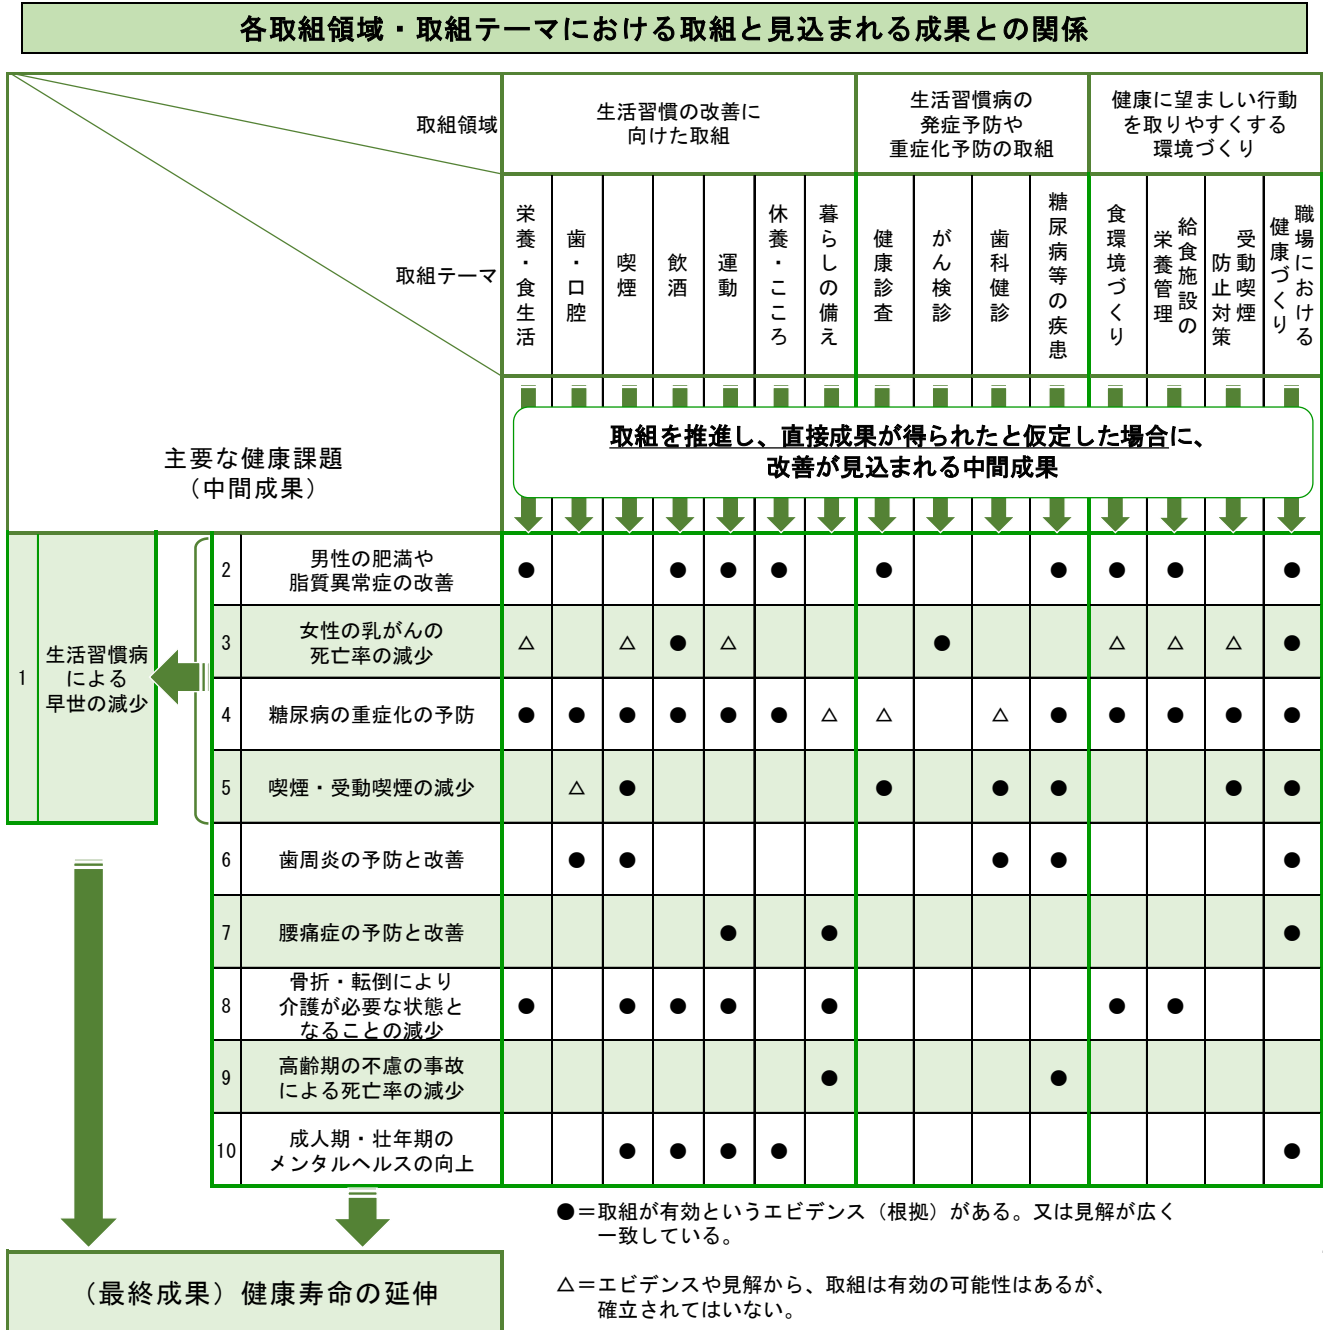 各取組領域・取組テーマにおける取組と見込まれる成果との関係
取組領域
生活習慣の改善に
向けた取組
生活習慣病の
発症予防や
重症化予防の取組
健康に望ましい行動
を取りやすくする
環境づくり
取組テーマ
栄養・食生活
歯・口腔
喫煙
飲酒
運動
休養・こころ
暮らしの備え
健康診査
がん検診
歯科健診
糖尿病等の疾患
食環境づくり
給食施設の
栄養管理
受動喫煙
防止対策
職場における
健康づくり
取組を推進し、直接成果が得られたと仮定した場合に、
改善が見込まれる中間成果
主要な健康課題
（中間成果）
1
生活習慣病
による
早世の減少
2
男性の肥満や
脂質異常症の改善
● ● ● ● ● ● ● ● ●
3
女性の乳がんの
死亡率の減少
△ △ ● △ ● △ △ △ ●
4
糖尿病の重症化の予防
● ● ● ● ● ● △ △ △ ● ● ● ● ●
5
喫煙・受動喫煙の減少
△ ● ● ● ● ● ●
6
歯周炎の予防と改善
● ● ● ● ●
7
腰痛症の予防と改善
● ● ●
8
骨折・転倒により
介護が必要な状態と
なることの減少
● ● ● ● ● ● ●
9
高齢期の不慮の事故
による死亡率の減少
● ●
10
成人期・壮年期の
メンタルヘルスの向上
● ● ● ● ●
●＝取組が有効というエビデンス（根拠）がある。又は見解が広く
一致している。
△＝エビデンスや見解から、取組は有効の可能性はあるが、
確立されてはいない。
（最終成果）健康寿命の延伸